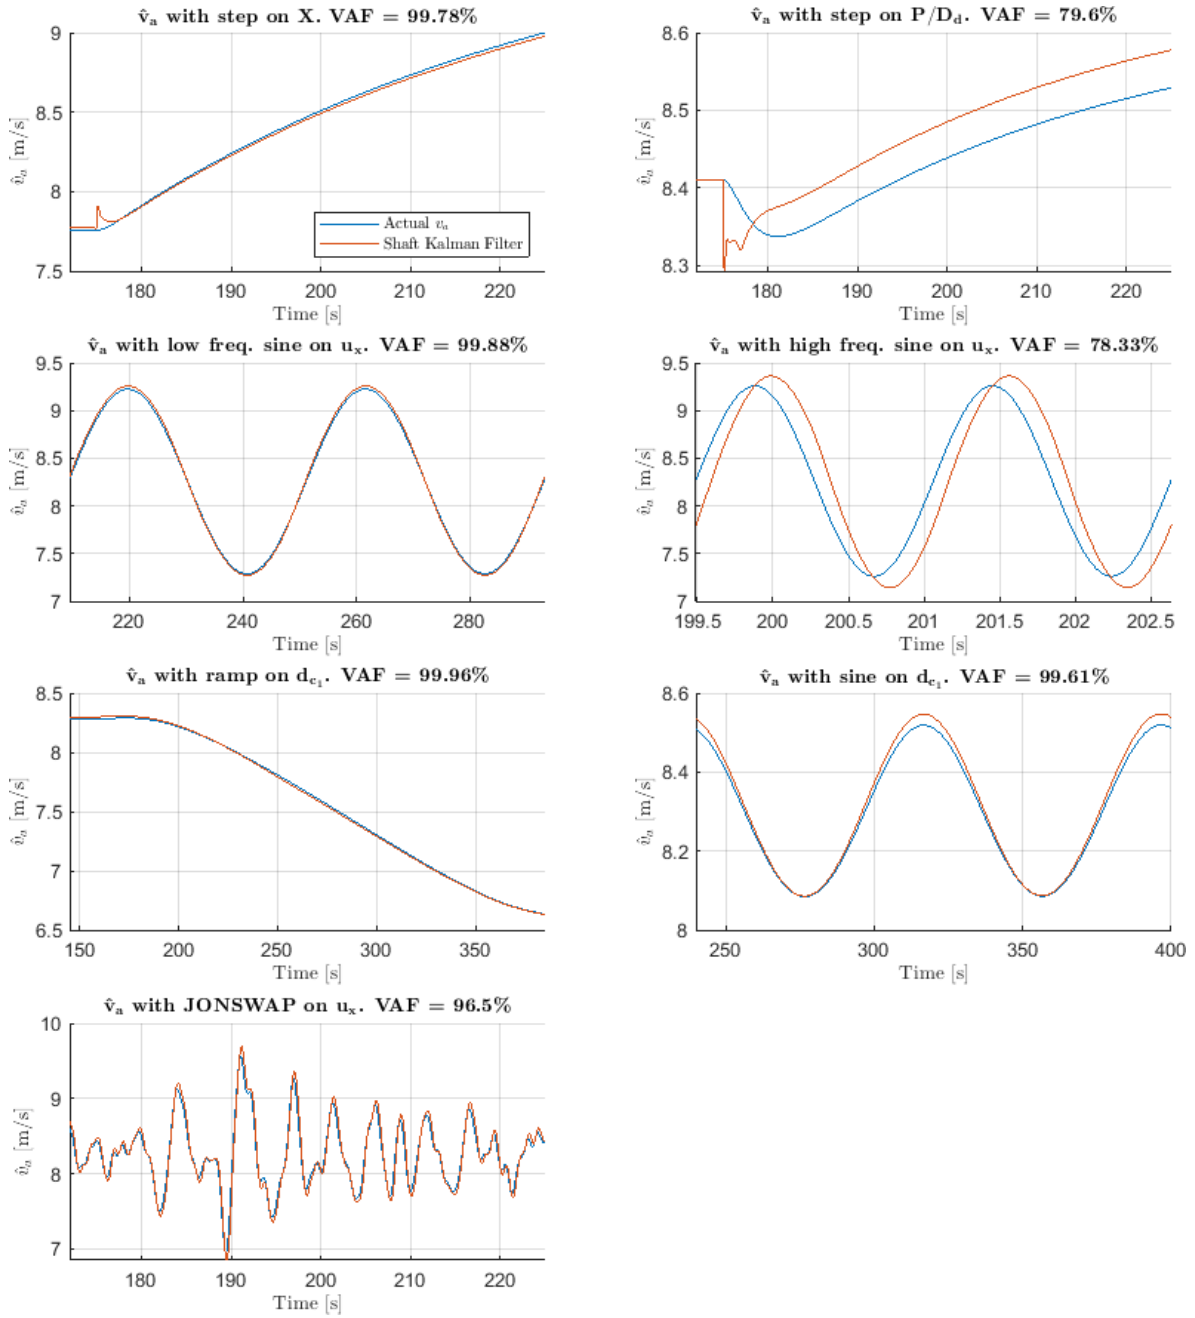 v̂ₐ with step on X. VAF = 99.78%
9
8.5
8
7.5
v̂ₐ [m/s]
Actual vₐ
Shaft Kalman Filter
180 190 200 210 220
Time [s]
v̂ₐ with step on P/D_d. VAF = 79.6%
8.6
8.5
8.4
8.3
v̂ₐ [m/s]
180 190 200 210 220
Time [s]
v̂ₐ with low freq. sine on uₓ. VAF = 99.88%
9.5
9
8.5
8
7.5
7
v̂ₐ [m/s]
220 240 260 280
Time [s]
v̂ₐ with high freq. sine on uₓ. VAF = 78.33%
9.5
9
8.5
8
7.5
7
v̂ₐ [m/s]
199.5 200 200.5 201 201.5 202 202.5
Time [s]
v̂ₐ with ramp on d_c₁. VAF = 99.96%
8.5
8
7.5
7
6.5
v̂ₐ [m/s]
150 200 250 300 350
Time [s]
v̂ₐ with sine on d_c₁. VAF = 99.61%
8.6
8.4
8.2
8
v̂ₐ [m/s]
250 300 350 400
Time [s]
v̂ₐ with JONSWAP on uₓ. VAF = 96.5%
10
9
8
7
v̂ₐ [m/s]
180 190 200 210 220
Time [s]